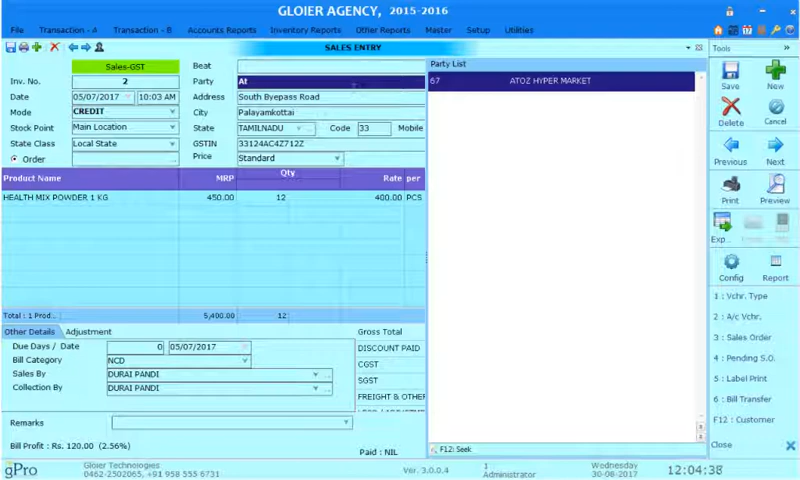 GLOIER AGENCY, 2015-2016
File Transaction - A Transaction - B Accounts Reports Inventory Reports Other Reports Master Setup Utilities
SALES ENTRY
Tools
Sales-GST
Inv. No. 2
Date 05/07/2017 10:03 AM
Mode CREDIT
Stock Point Main Location
State Class Local State
Order
Beat
Party At
Address South Byepass Road
City Palayamkottai
State TAMILNADU Code 33 Mobile
GSTIN 33124AC4Z712Z
Price Standard
Product Name MRP Qty Rate per
HEALTH MIX POWDER 1 KG 450.00 12 400.00 PCS
Total : 1 Prod... 5,400.00 12
Other Details Adjustment
Due Days / Date 0 05/07/2017
Bill Category NCD
Sales By DURAI PANDI
Collection By DURAI PANDI
Gross Total
DISCOUNT PAID
CGST
SGST
FREIGHT & OTHER
Remarks
Bill Profit : Rs. 120.00 (2.56%)
Paid : NIL
Party List
67 ATOZ HYPER MARKET
F12: Seek
Save New
Delete Cancel
Previous Next
Print Preview
Exp...
Config Report
1 : Vchr. Type
2 : A/c Vchr.
3 : Sales Order
4 : Pending S.O.
5 : Label Print
6 : Bill Transfer
F12 : Customer
Close
gPro
Gloier Technologies
0462-2502065, +91 958 555 6731
Ver. 3.0.0.4
1
Administrator
Wednesday
30-08-2017
12:04:38